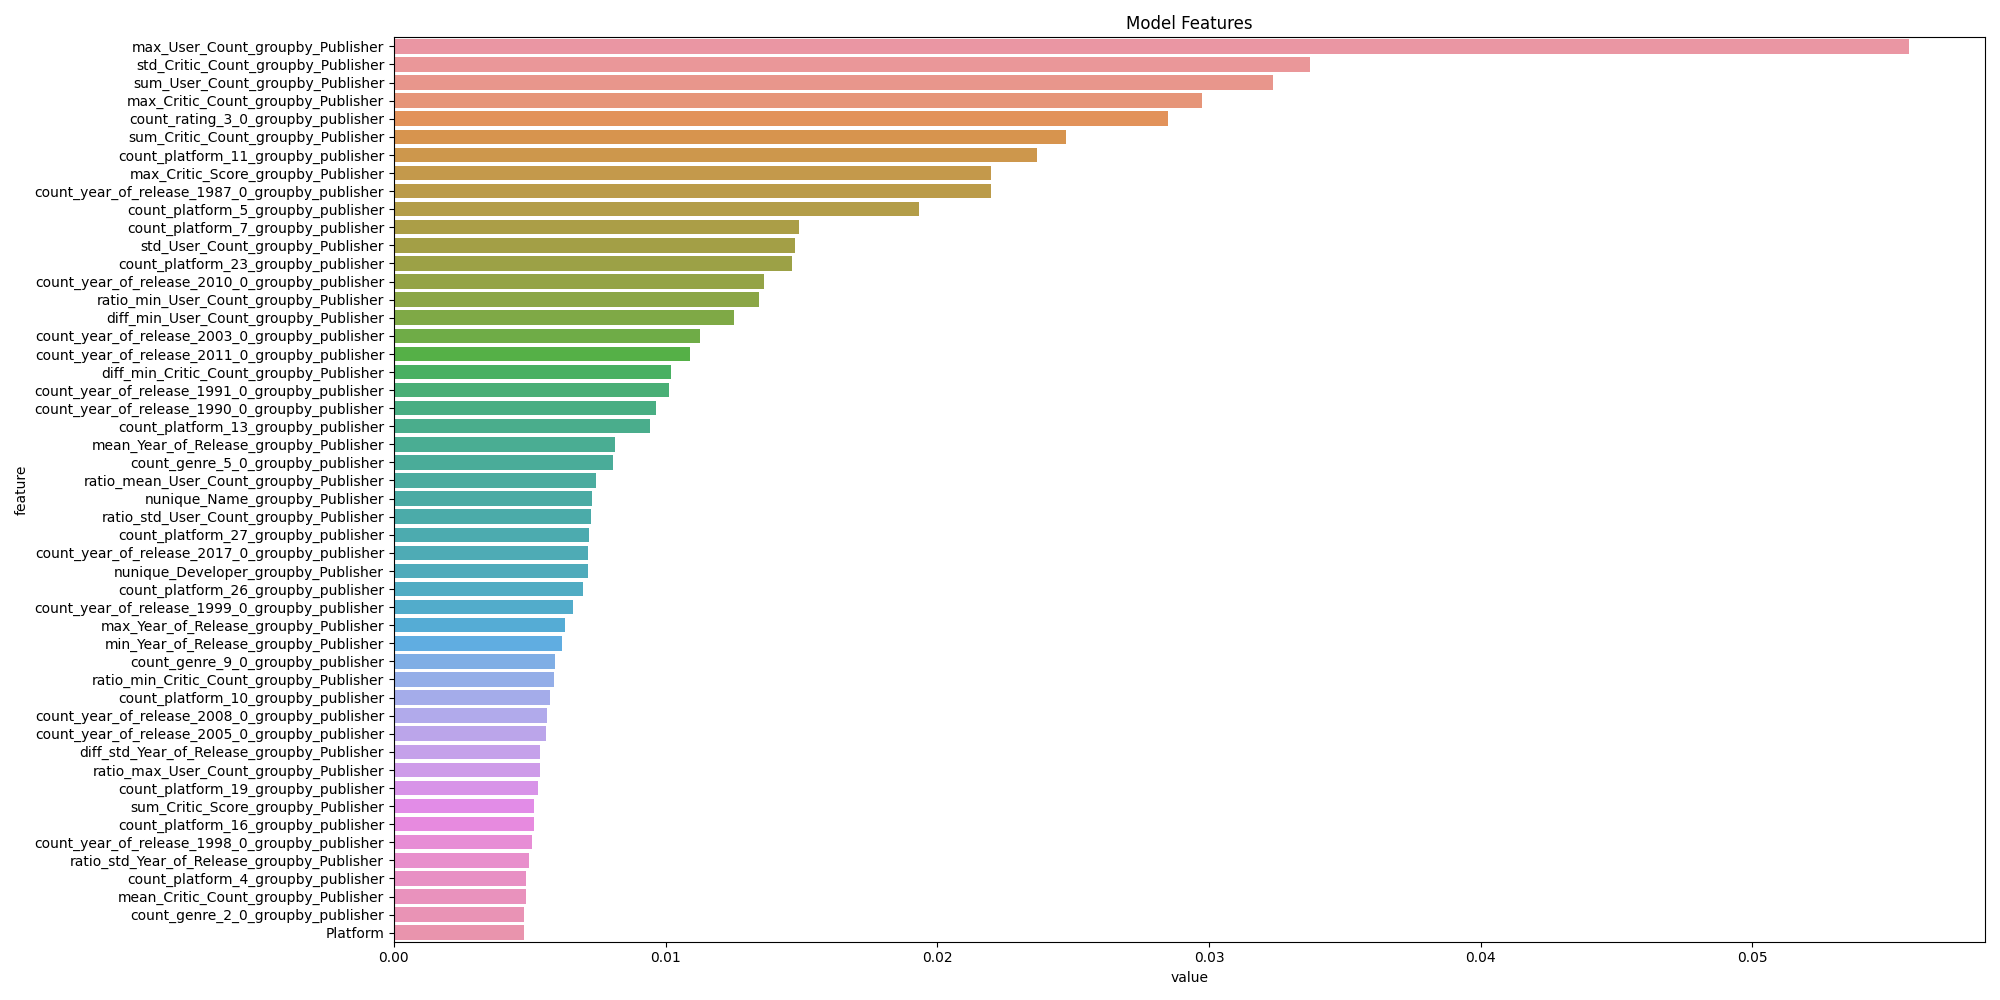 Model Features
max_User_Count_groupby_Publisher
std_Critic_Count_groupby_Publisher
sum_User_Count_groupby_Publisher
max_Critic_Count_groupby_Publisher
count_rating_3_0_groupby_publisher
sum_Critic_Count_groupby_Publisher
count_platform_11_groupby_publisher
max_Critic_Score_groupby_Publisher
count_year_of_release_1987_0_groupby_publisher
count_platform_5_groupby_publisher
count_platform_7_groupby_publisher
std_User_Count_groupby_Publisher
count_platform_23_groupby_publisher
count_year_of_release_2010_0_groupby_publisher
ratio_min_User_Count_groupby_Publisher
diff_min_User_Count_groupby_Publisher
count_year_of_release_2003_0_groupby_publisher
count_year_of_release_2011_0_groupby_publisher
diff_min_Critic_Count_groupby_Publisher
count_year_of_release_1991_0_groupby_publisher
count_year_of_release_1990_0_groupby_publisher
count_platform_13_groupby_publisher
mean_Year_of_Release_groupby_Publisher
count_genre_5_0_groupby_publisher
ratio_mean_User_Count_groupby_Publisher
nunique_Name_groupby_Publisher
ratio_std_User_Count_groupby_Publisher
count_platform_27_groupby_publisher
count_year_of_release_2017_0_groupby_publisher
nunique_Developer_groupby_Publisher
count_platform_26_groupby_publisher
count_year_of_release_1999_0_groupby_publisher
max_Year_of_Release_groupby_Publisher
min_Year_of_Release_groupby_Publisher
count_genre_9_0_groupby_publisher
ratio_min_Critic_Count_groupby_Publisher
count_platform_10_groupby_publisher
count_year_of_release_2008_0_groupby_publisher
count_year_of_release_2005_0_groupby_publisher
diff_std_Year_of_Release_groupby_Publisher
ratio_max_User_Count_groupby_Publisher
count_platform_19_groupby_publisher
sum_Critic_Score_groupby_Publisher
count_platform_16_groupby_publisher
count_year_of_release_1998_0_groupby_publisher
ratio_std_Year_of_Release_groupby_Publisher
count_platform_4_groupby_publisher
mean_Critic_Count_groupby_Publisher
count_genre_2_0_groupby_publisher
Platform
feature
0.00 0.01 0.02 0.03 0.04 0.05
value